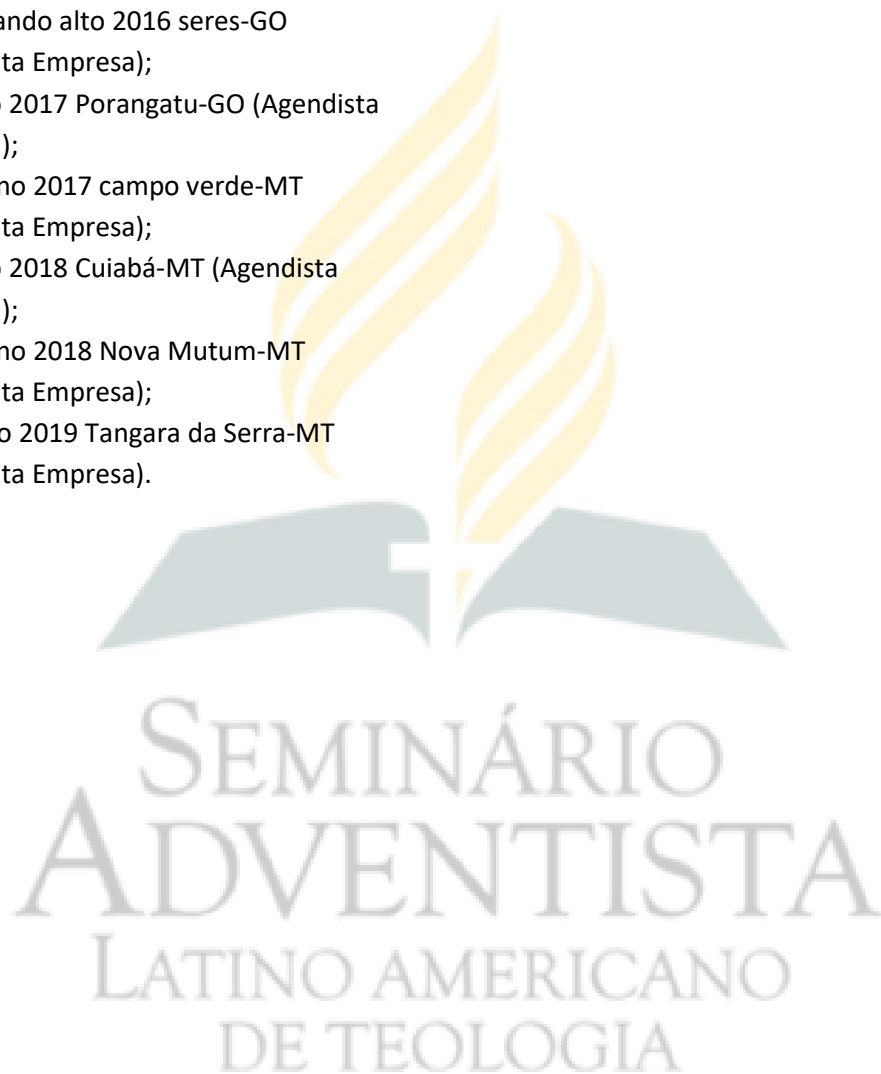 ando alto 2016 seres-GO
ta Empresa);
2017 Porangatu-GO (Agendista
);
no 2017 campo verde-MT
ta Empresa);
o 2018 Cuiabá-MT (Agendista
);
no 2018 Nova Mutum-MT
ta Empresa);
o 2019 Tangara da Serra-MT
ta Empresa).
SEMINÁRIO
ADVENTISTA
LATINO AMERICANO
DE TEOLOGIA